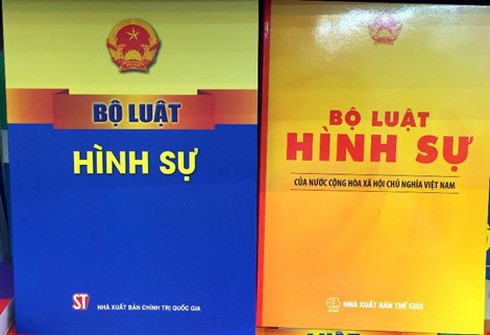 BỘ LUẬT
HÌNH SỰ
ST
NHÀ XUẤT BẢN CHÍNH TRỊ QUỐC GIA
BỘ LUẬT
HÌNH SỰ
CỦA NƯỚC CỘNG HÒA XÃ HỘI CHỦ NGHĨA VIỆT NAM
NHÀ XUẤT BẢN THẾ GIỚI